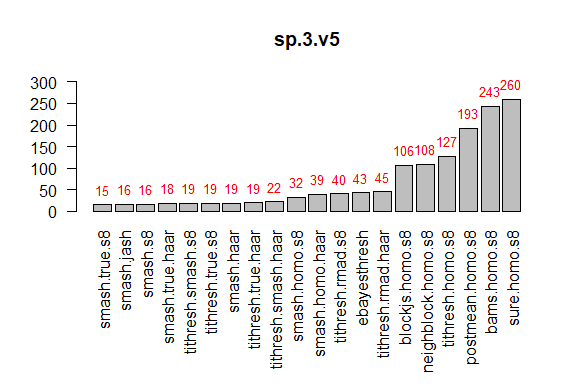 sp.3.v5
300
250
200
150
100
50
0
15 16 16 18 19 19 19 19 22 32 39 40 43 45 106 108 127 193 243 260
smash.true.s8
smash.jash
smash.s8
smash.true.haar
tithresh.smash.s8
tithresh.true.s8
smash.haar
tithresh.true.haar
tithresh.smash.haar
smash.homo.s8
smash.homo.haar
tithresh.rmad.s8
ebayesthresh
tithresh.rmad.haar
blockjs.homo.s8
neighblock.homo.s8
tithresh.homo.s8
postmean.homo.s8
bams.homo.s8
sure.homo.s8